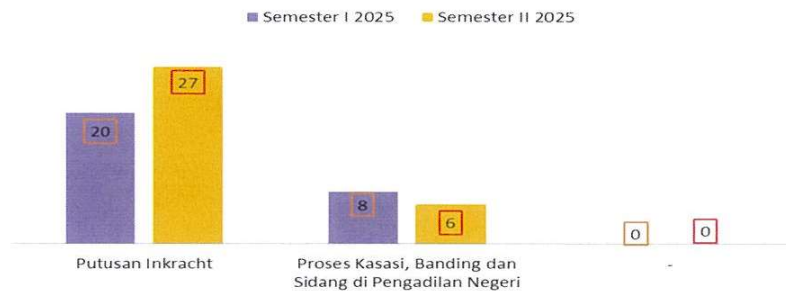 Semester I 2025 Semester II 2025
27
20
8
6
0
0
Putusan Inkracht
Proses Kasasi, Banding dan
Sidang di Pengadilan Negeri
-